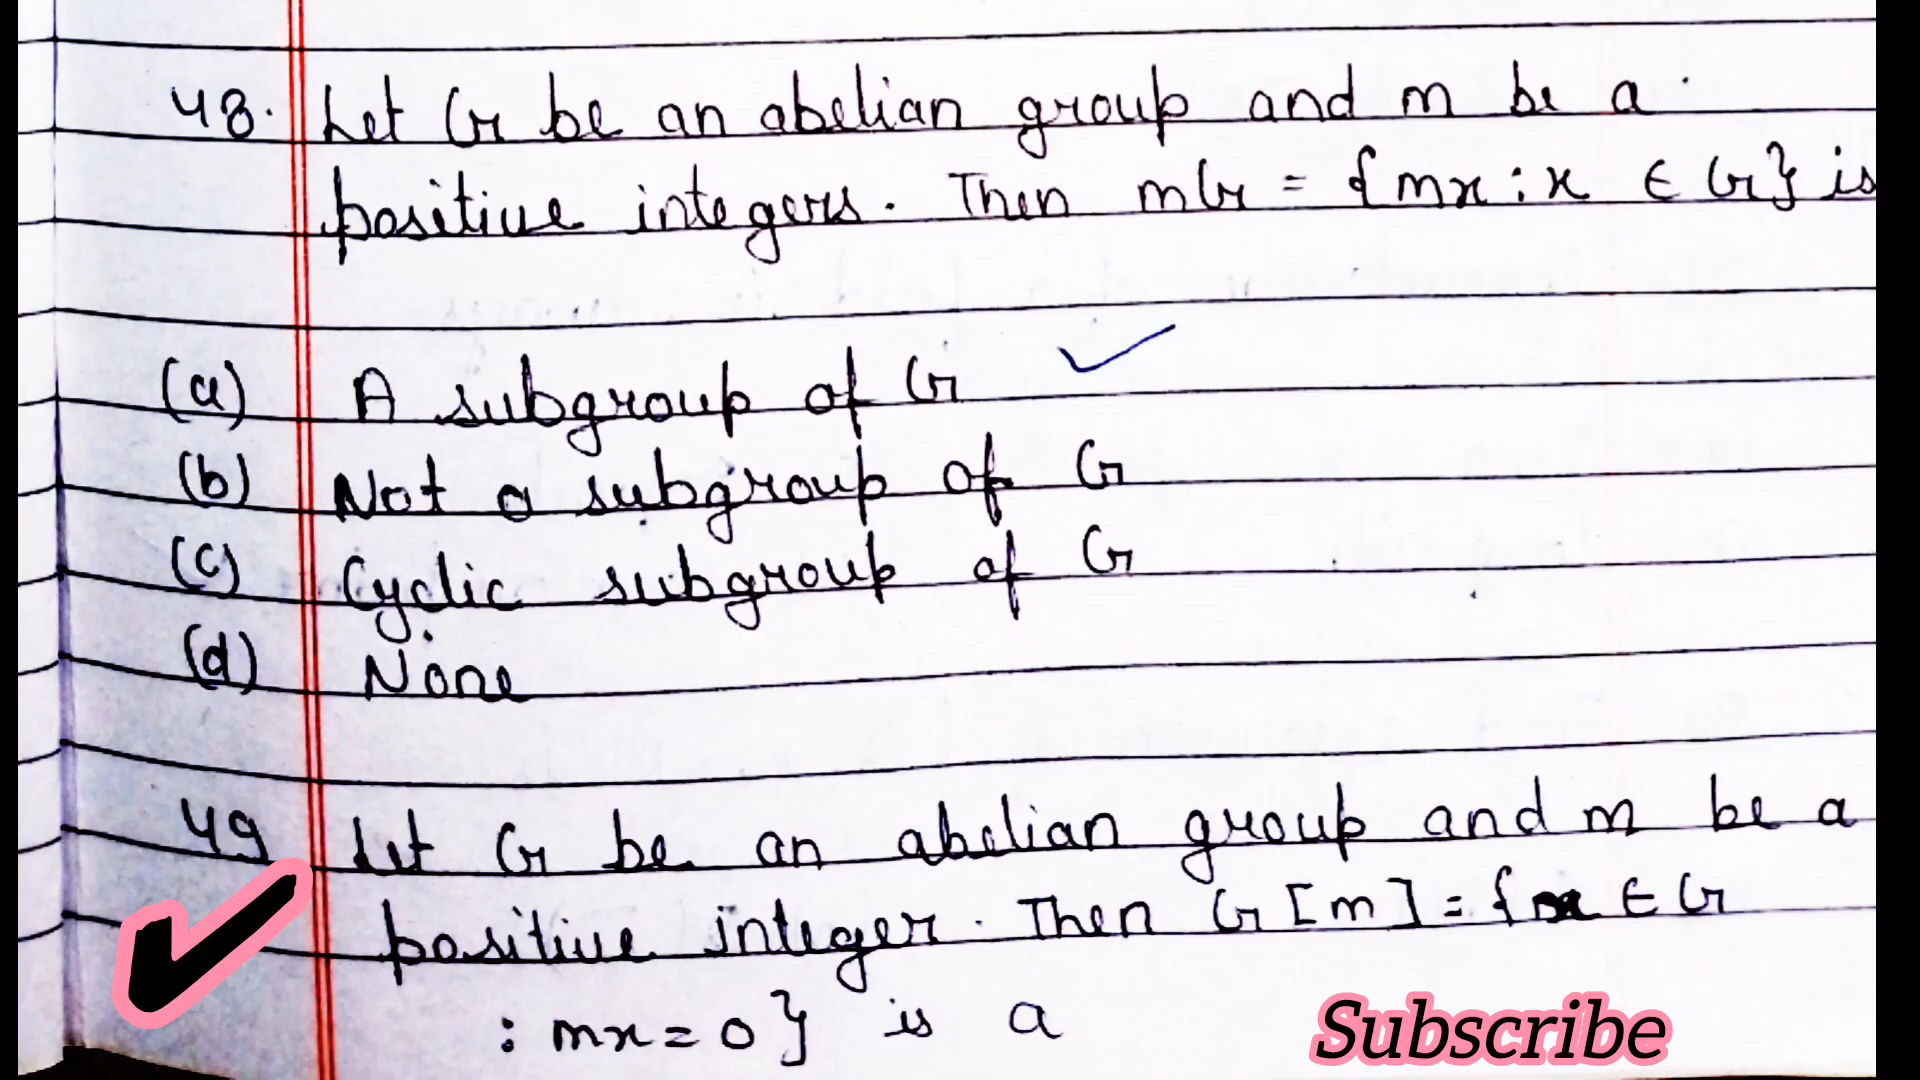 48. Let G be an abelian group and m be a
positive integers. Then mG = {mx : x ∈ G} is
(a) A subgroup of G ✓
(b) Not a subgroup of G
(c) Cyclic subgroup of G
(d) None
49 Let G be an abelian group and m be a
positive integer. Then G[m] = {x ∈ G
: mx = 0} is a
Subscribe